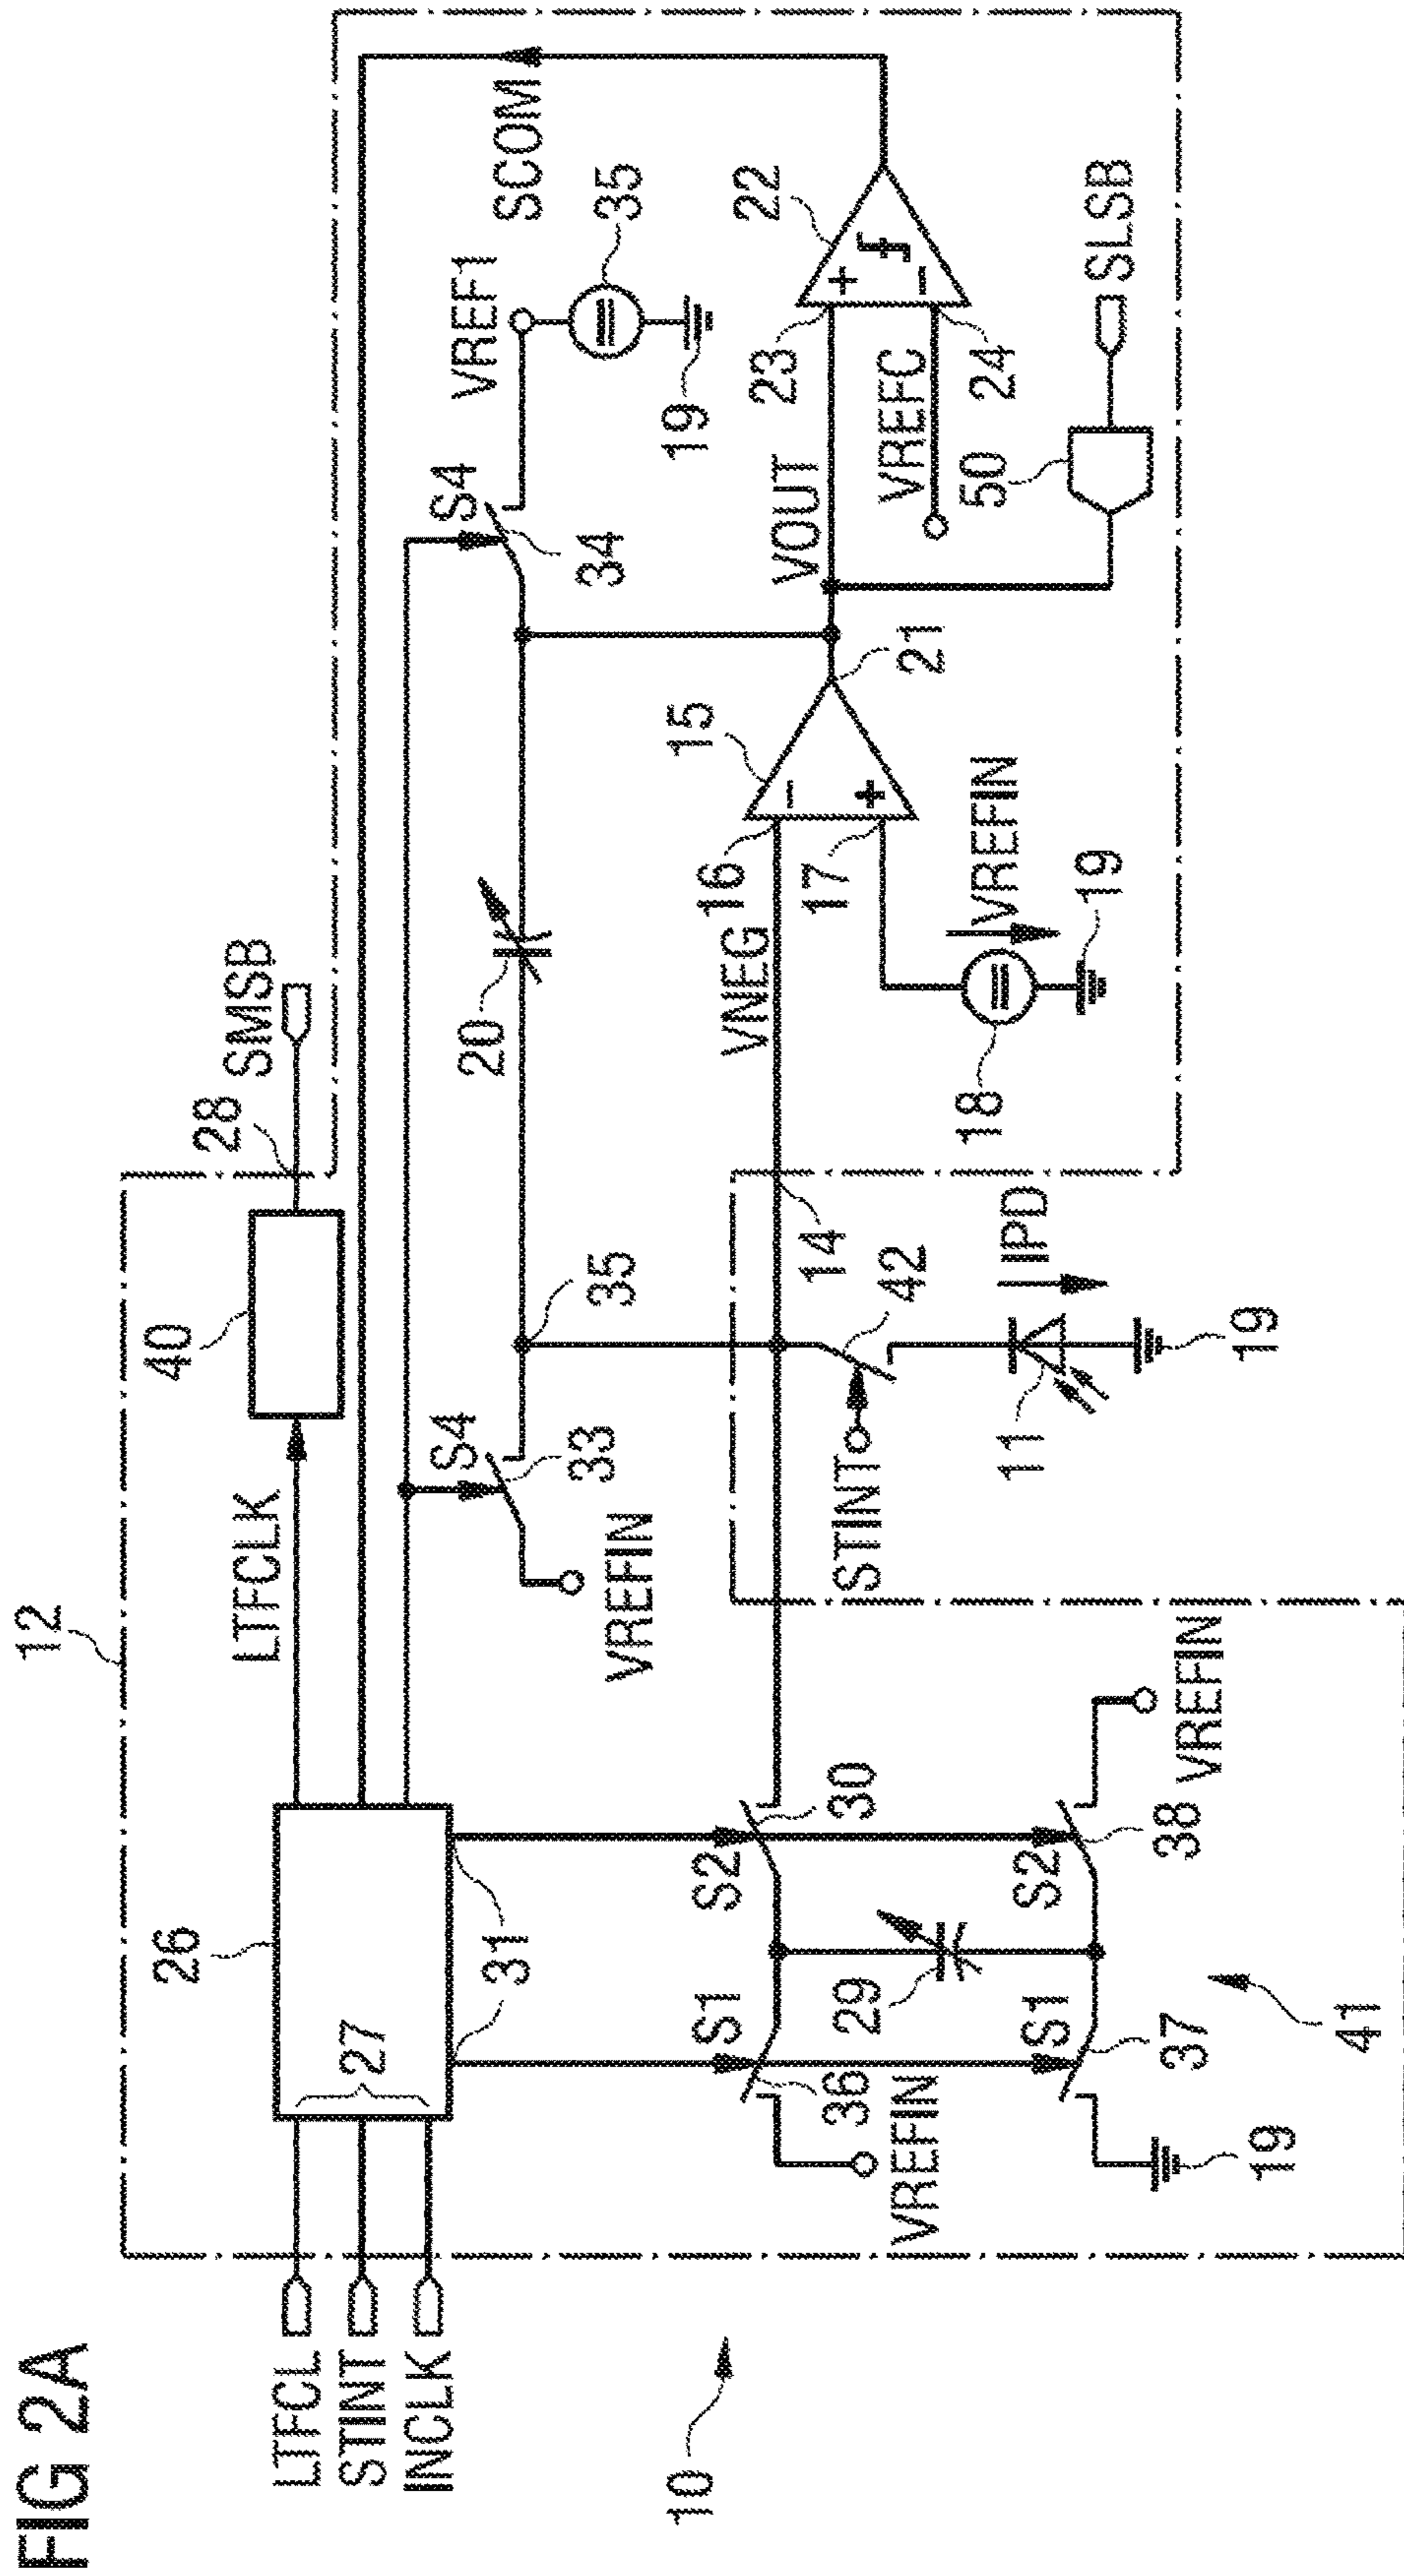 FIG 2A
12
26
LTFCL
STINT
INCLK
27
31
LTFCLK
40
28
SMSB
S4
33
VREFIN
35
20
S4
34
VREF1
35
19
SCOM
S1
36
VREFIN
S2
30
29
S1
37
19
S2
38
VREFIN
41
10
14
STINT
42
11
IPD
19
VNEG
16
17
15
21
18
VREFIN
19
VOUT
23
VREFC
24
22
50
SLSB